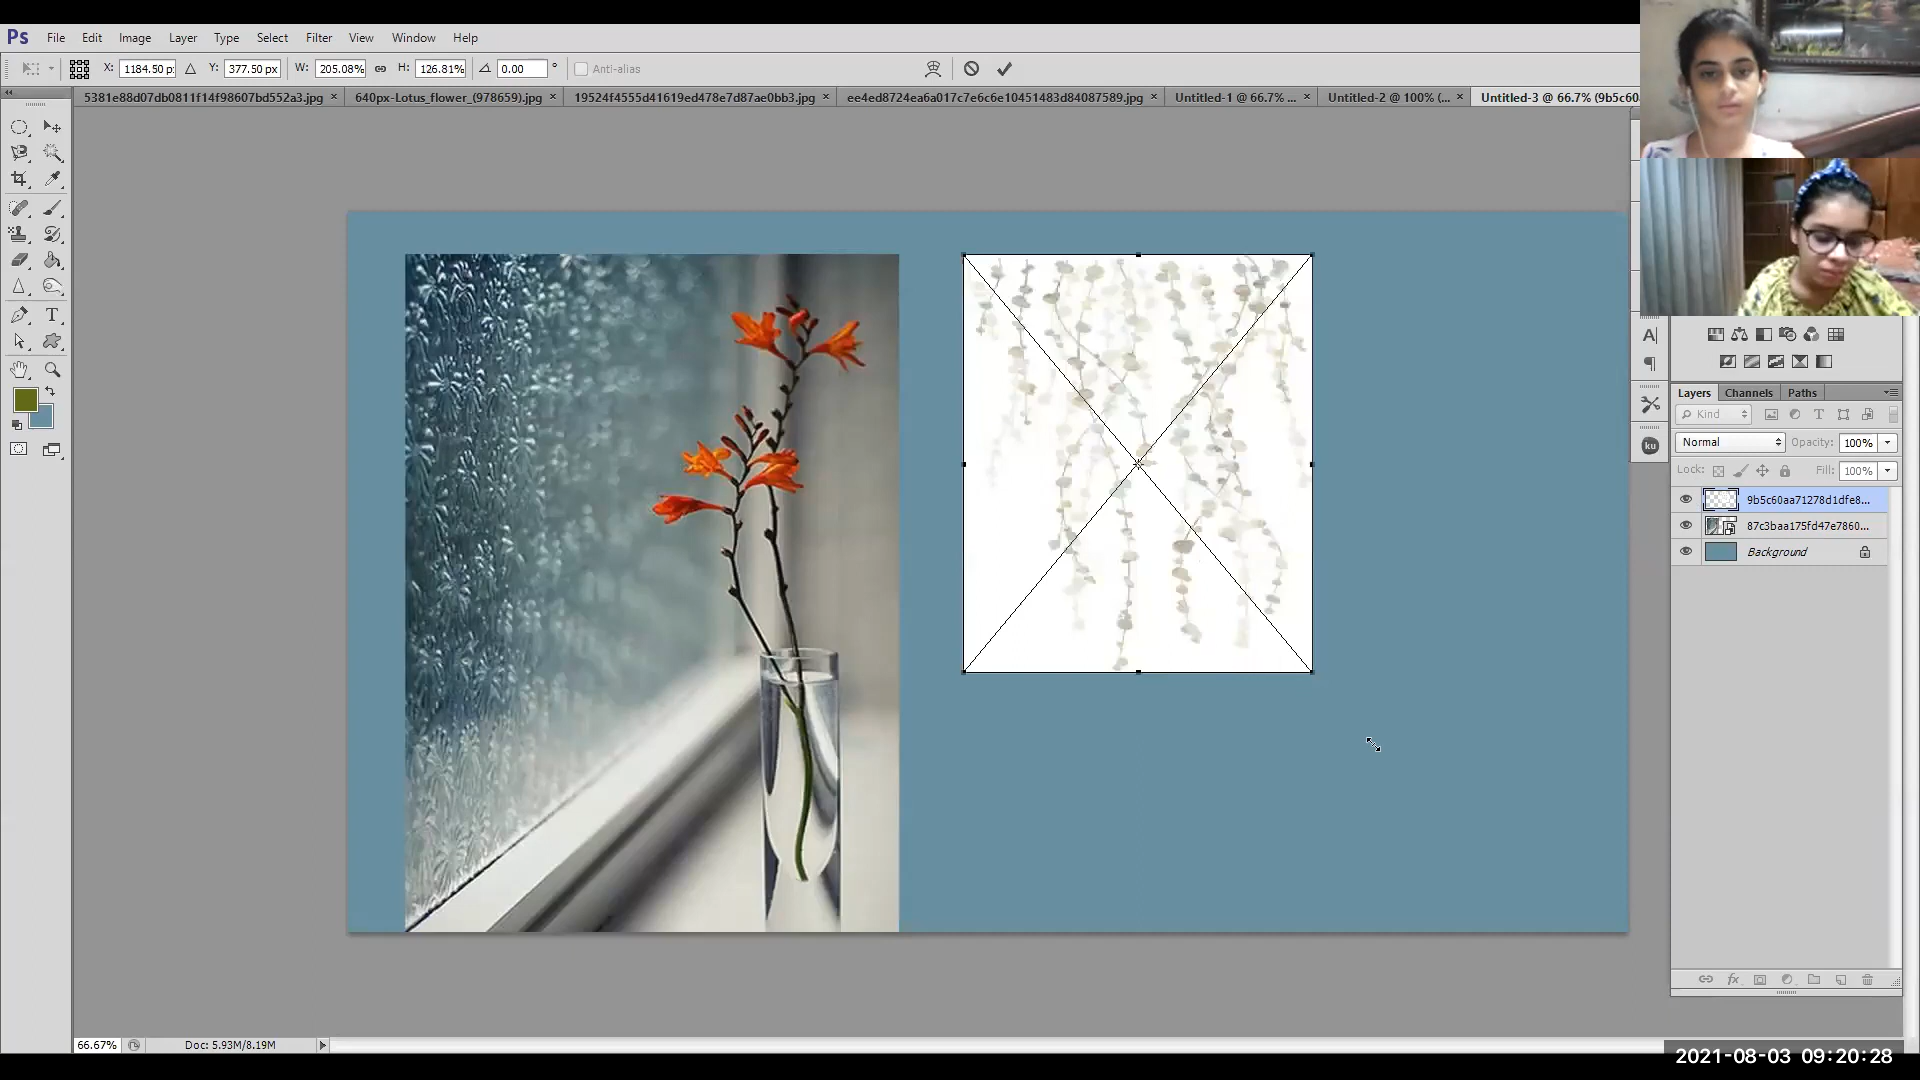 Ps File Edit Image Layer Type Select Filter View Window Help
X: 1184.50 p: Y: 377.50 px W: 205.08% H: 126.81% 0.00 ° Anti-alias
5381e88d07db0811f14f98607bd552a3.jpg × 640px-Lotus_flower_(978659).jpg × 19524f4555d41619ed478e7d87ae0bb3.jpg × ee4ed8724ea6a017c7e6c6e10451483d84087589.jpg × Untitled-1 @ 66.7% ... × Untitled-2 @ 100% (... × Untitled-3 @ 66.7% (9b5c60
Layers Channels Paths
Kind
Normal Opacity: 100%
Lock: Fill: 100%
9b5c60aa71278d1dfe8...
87c3baa175fd47e7860...
Background
ku
fx
66.67% Doc: 5.93M/8.19M
2021-08-03 09:20:28